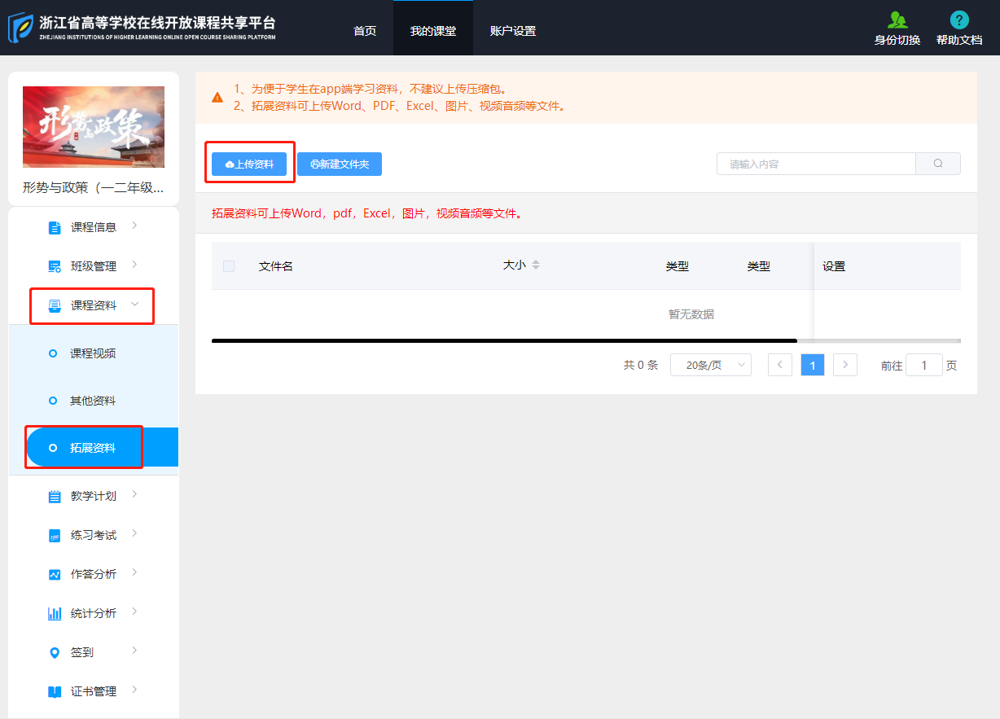 浙江省高等学校在线开放课程共享平台
ZHEJIANG INSTITUTIONS OF HIGHER LEARNING ONLINE OPEN COURSE SHARING PLATFORM
首页
我的课堂
账户设置
身份切换
帮助文档
形势与政策
形势与政策（一二年级...
课程信息
班级管理
课程资料
课程视频
其他资料
拓展资料
教学计划
练习考试
作答分析
统计分析
签到
证书管理
1、为便于学生在app端学习资料，不建议上传压缩包。
2、拓展资料可上传Word、PDF、Excel、图片、视频音频等文件。
上传资料
新建文件夹
请输入内容
拓展资料可上传Word，pdf，Excel，图片，视频音频等文件。
文件名 大小 类型 类型 设置
暂无数据
共 0 条 20条/页 1 前往 1 页